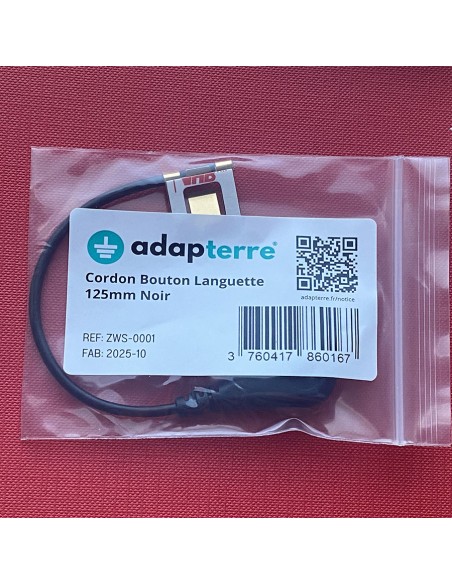 adapterre®
Cordon Bouton Languette
125mm Noir
adapterre.fr/notice
REF: ZWS-0001
FAB: 2025-10
3 760417 860167